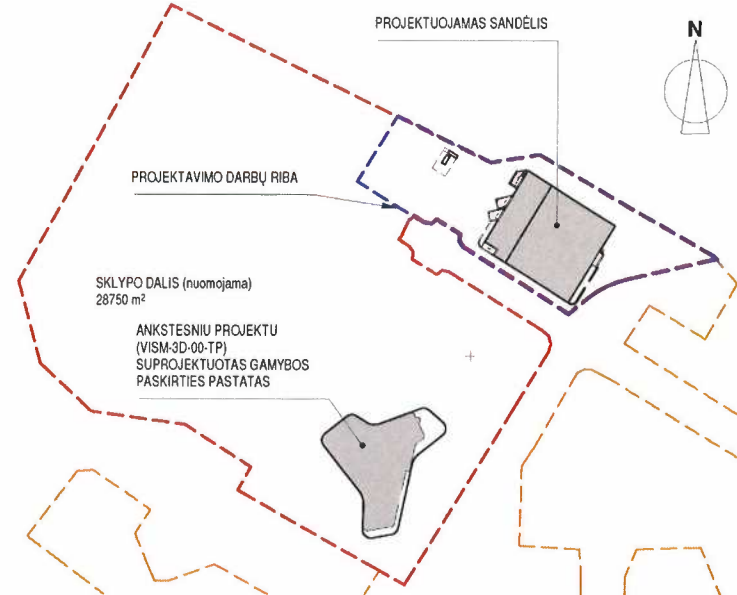 PROJEKTUOJAMAS SANDĖLIS
N
PROJEKTAVIMO DARBŲ RIBA
SKLYPO DALIS (nuomojama)
28750 m²
ANKSTESNIU PROJEKTU
(VISM-3D-00-TP)
SUPROJEKTUOTAS GAMYBOS
PASKIRTIES PASTATAS